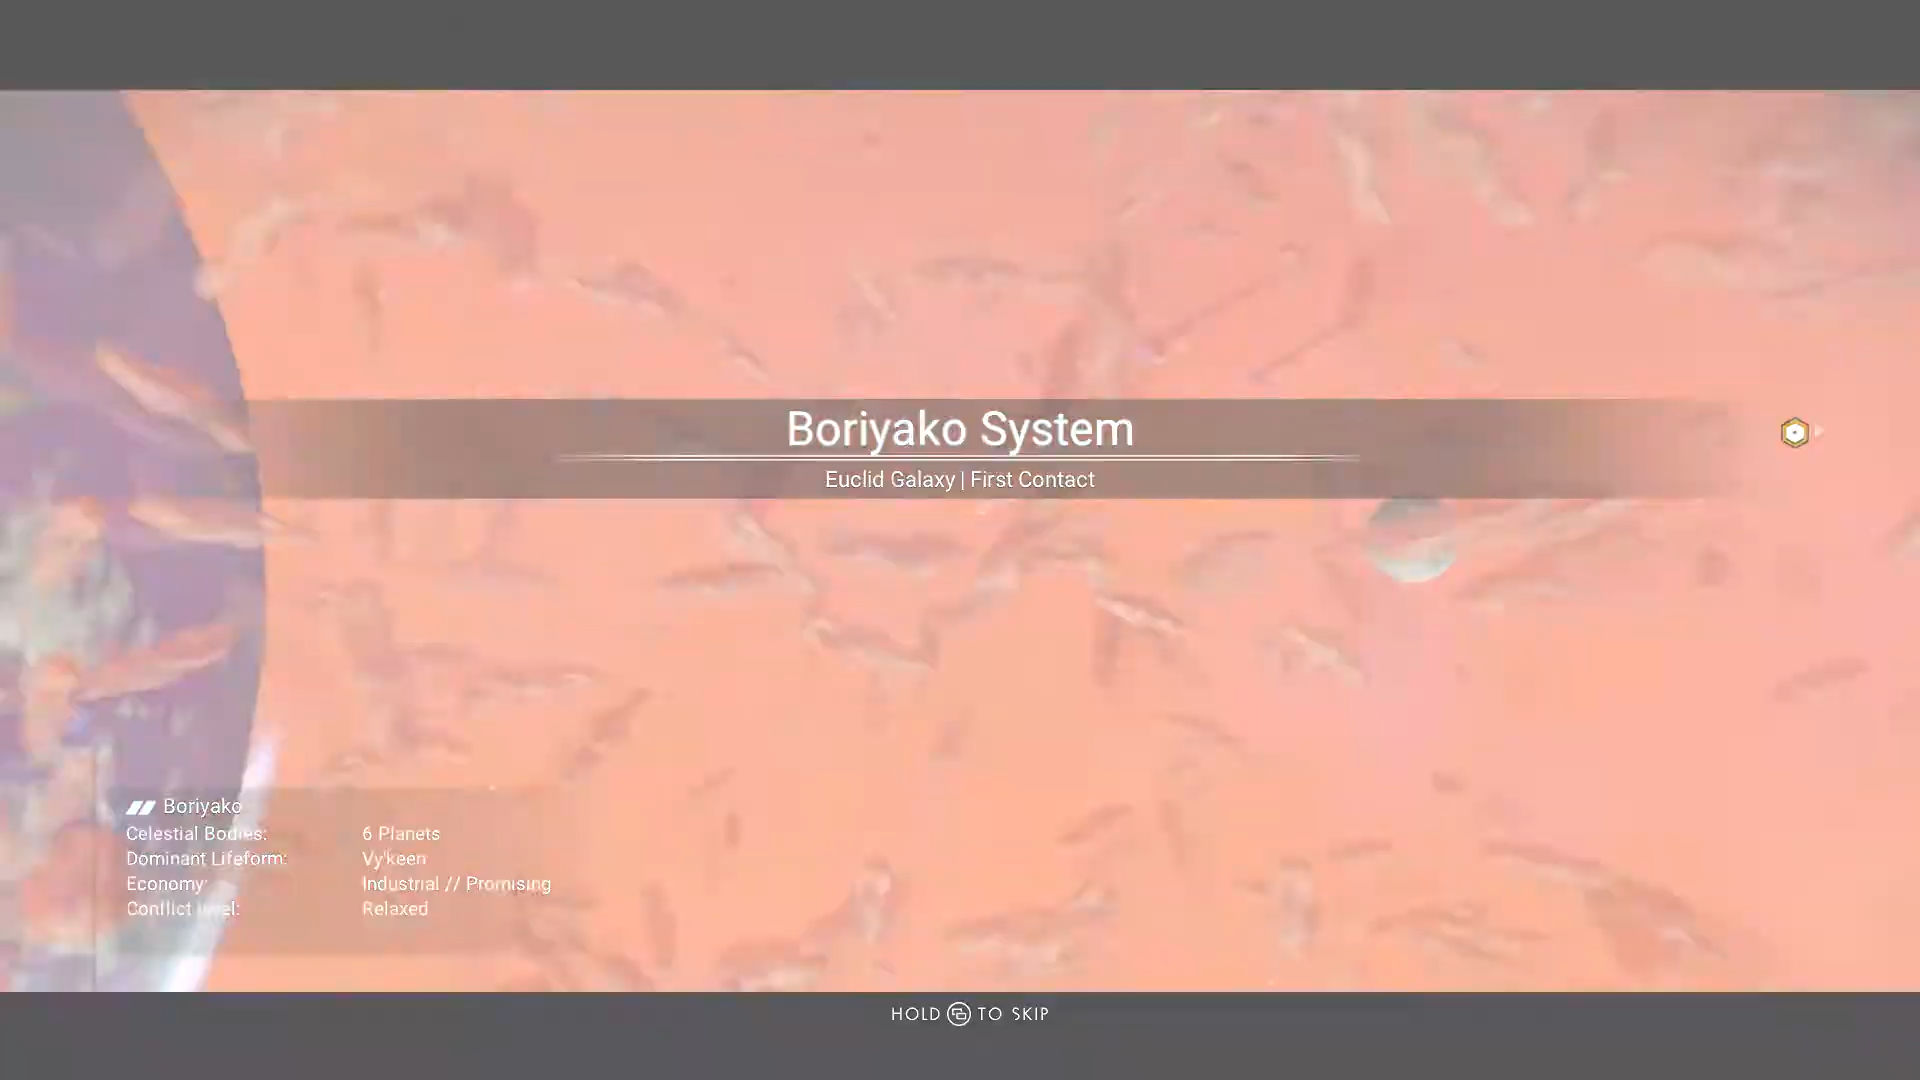 Boriyako System
Euclid Galaxy | First Contact
Boriyako
Celestial Bodies: 6 Planets
Dominant Lifeform: Vy'keen
Economy: Industrial // Promising
Conflict level: Relaxed
HOLD TO SKIP